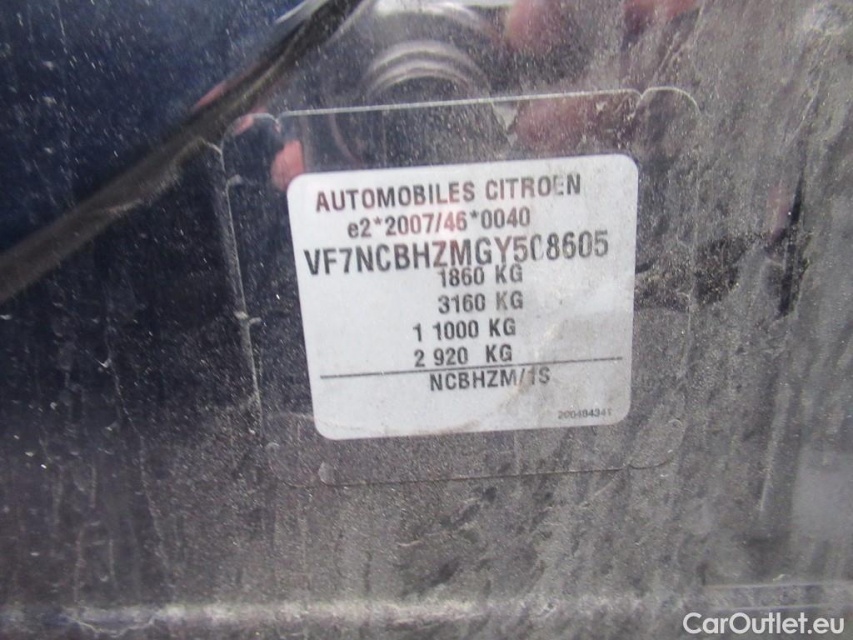 AUTOMOBILES CITROEN
e2*2007/46*0040
VF7NCBHZMGY508605
1860 KG
3160 KG
1 1000 KG
2 920 KG
NCBHZM/1S
200484341
CarOutlet.eu